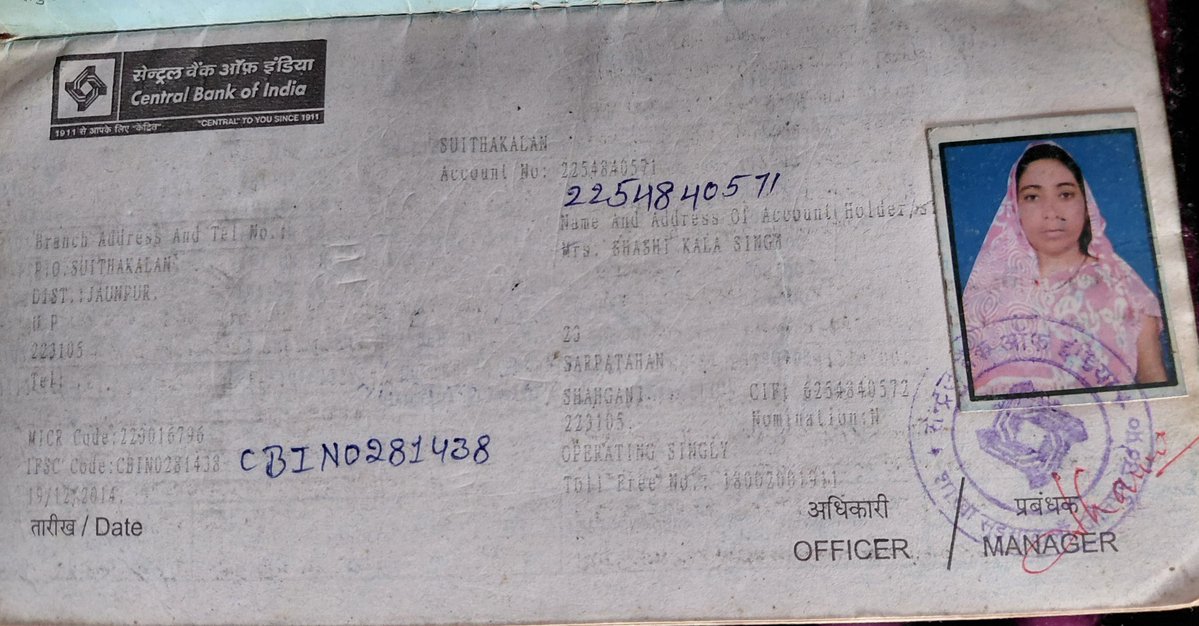 सेन्ट्रल बैंक ऑफ़ इंडिया
Central Bank of India
1911 से आपके लिए "केंद्रित" "CENTRAL" TO YOU SINCE 1911
SUITHAKALAN
Account No: 2254840571
2254840571
Name And Address Of Account Holder/s
Mrs. SHASHI KALA SINGH
Branch Address And Tel No.:
P.O.SUITHAKALAN
DIST.:JAUNPUR.
U P
223105
Tel:
23
SARPATAHAN
SHAHGANJ CIF: 6254840572
223105. Nomination:N
OPERATING SINGLY
Toll Free No.: 18002001911
MICR Code:223016796
IFSC Code:CBIN0281438 CBIN0281438
19/12/2014.
तारीख / Date
अधिकारी / प्रबंधक
OFFICER MANAGER